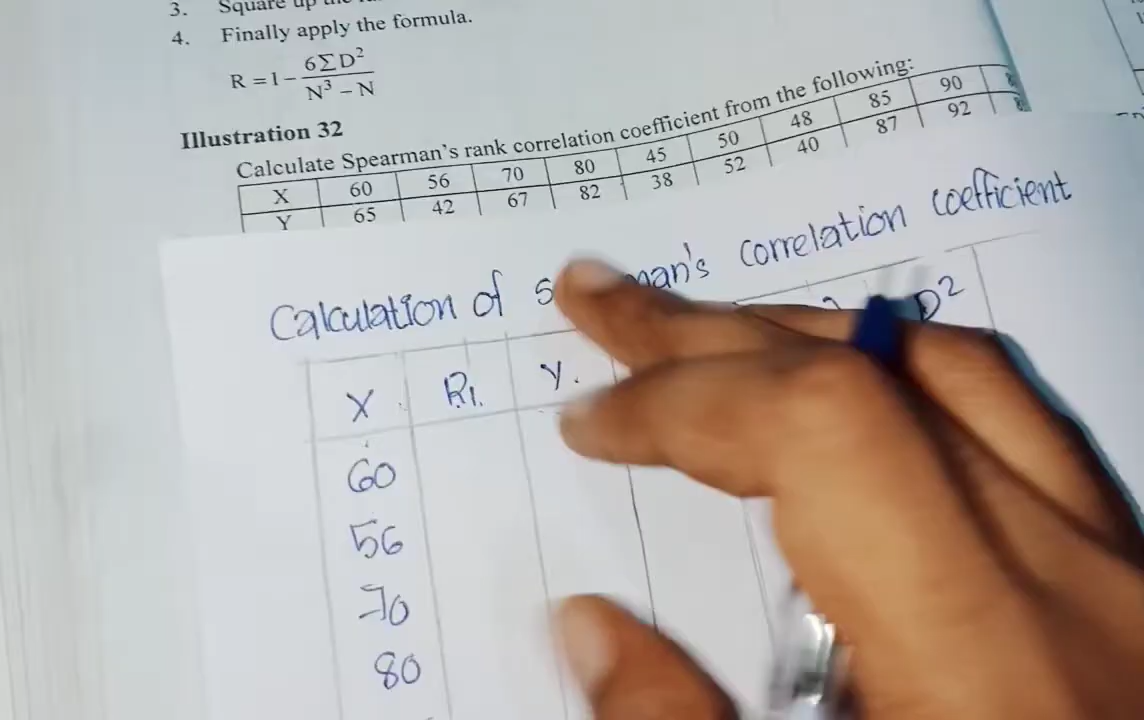 3. Square up the
4. Finally apply the formula.
R = 1 - 6∑D² / N³ - N
Illustration 32
Calculate Spearman's rank correlation coefficient from the following:
X 60 56 70 80 45 50 48 85 90
Y 65 42 67 82 38 52 40 87 92
Calculation of s man's correlation coefficient
X R1. Y. D²
60
56
70
80